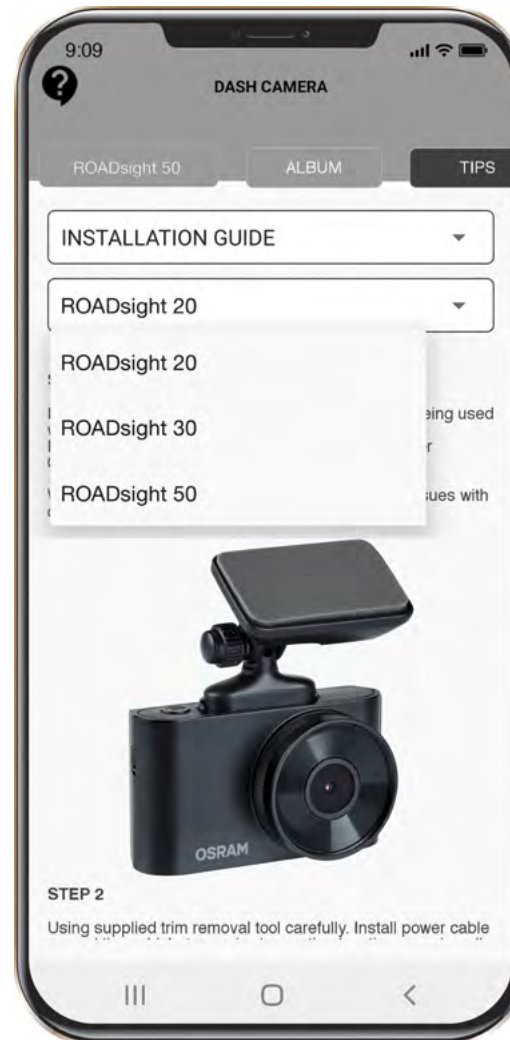 9:09
DASH CAMERA
ROADsight 50
ALBUM
TIPS
INSTALLATION GUIDE
ROADsight 20
ROADsight 20
ROADsight 30
ROADsight 50
eing used
sues with
OSRAM
STEP 2
Using supplied trim removal tool carefully. Install power cable